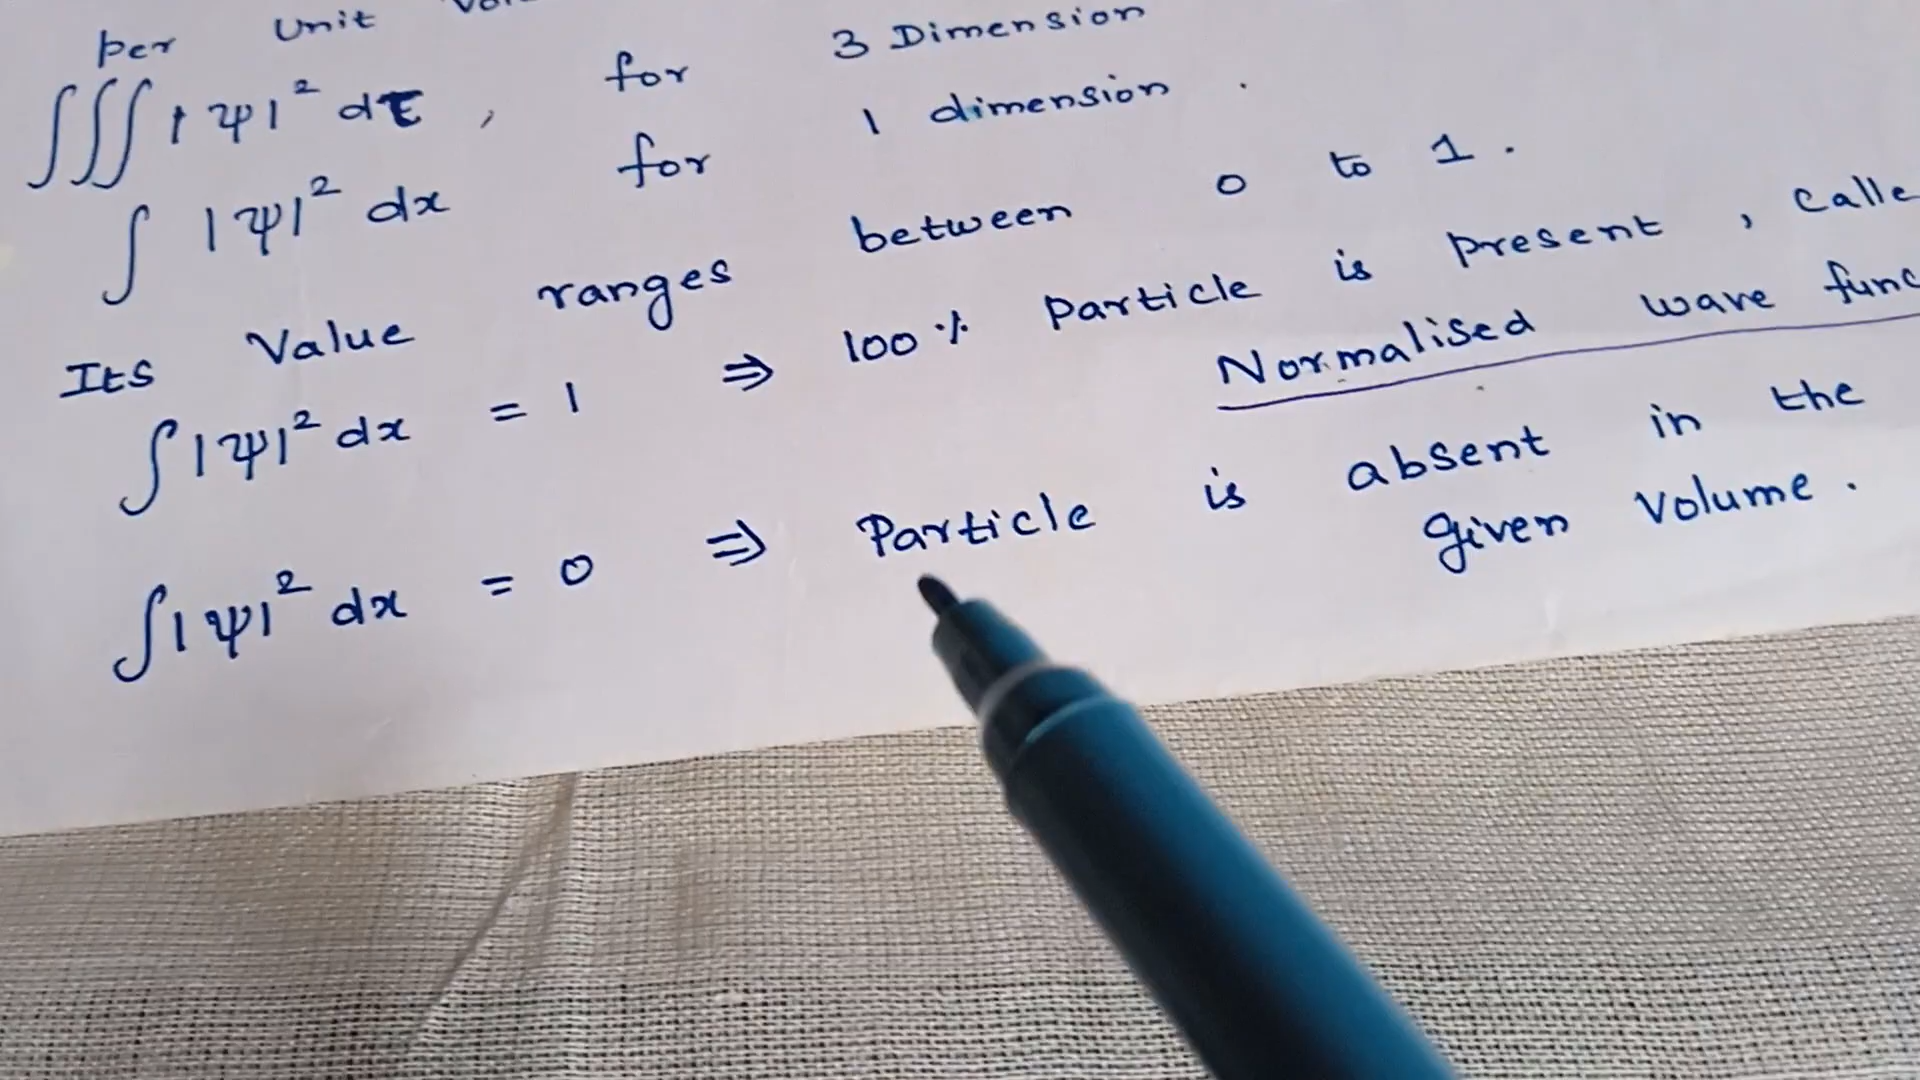 per unit
∫∫∫ |ψ|² dτ , for 3 Dimension
∫ |ψ|² dx for 1 dimension .
Its Value ranges between 0 to 1 .
∫|ψ|² dx = 1 ⇒ 100 % Particle is present ,
Normalised wave
∫|ψ|² dx = 0 ⇒ Particle is absent in the
given volume .